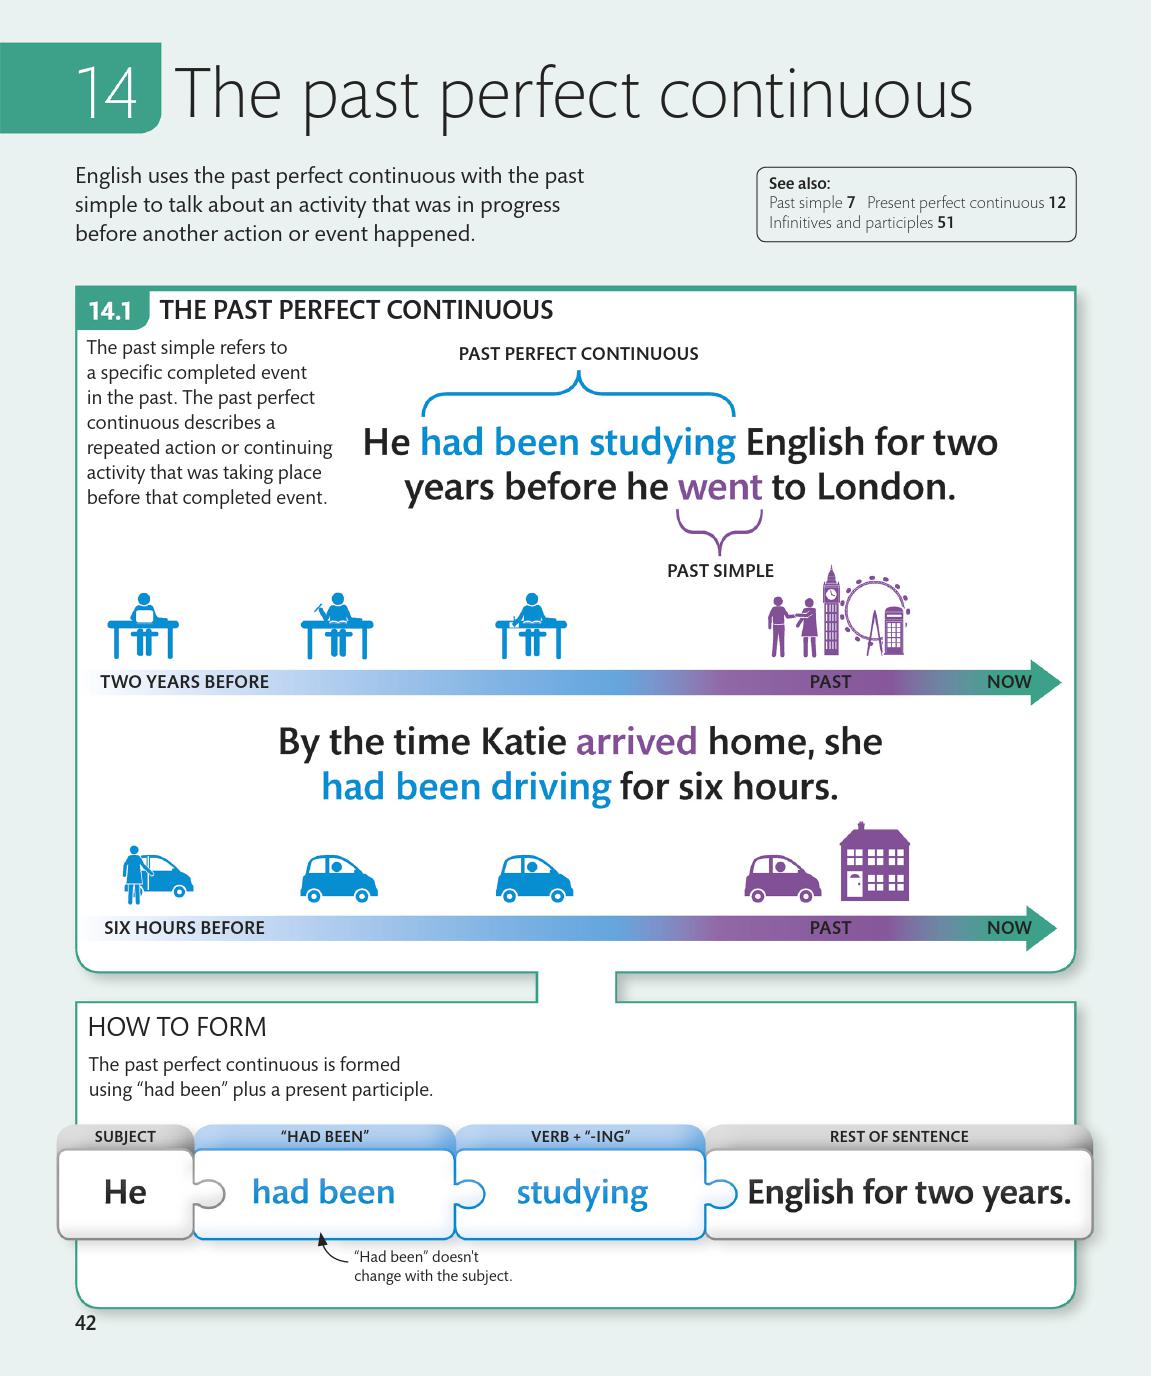 14 The past perfect continuous
English uses the past perfect continuous with the past
simple to talk about an activity that was in progress
before another action or event happened.
See also:
Past simple 7 Present perfect continuous 12
Infinitives and participles 51
14.1 THE PAST PERFECT CONTINUOUS
The past simple refers to
a specific completed event
in the past. The past perfect
continuous describes a
repeated action or continuing
activity that was taking place
before that completed event.
PAST PERFECT CONTINUOUS
He had been studying English for two
years before he went to London.
PAST SIMPLE
TWO YEARS BEFORE PAST NOW
By the time Katie arrived home, she
had been driving for six hours.
SIX HOURS BEFORE PAST NOW
HOW TO FORM
The past perfect continuous is formed
using “had been” plus a present participle.
SUBJECT “HAD BEEN” VERB + “-ING” REST OF SENTENCE
He had been studying English for two years.
“Had been” doesn't
change with the subject.
42